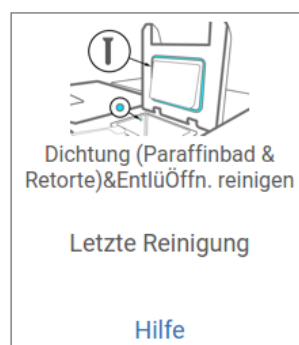 Dichtung (Paraffinbad &
Retorte)&EntlüÖffn. reinigen
Letzte Reinigung
Hilfe